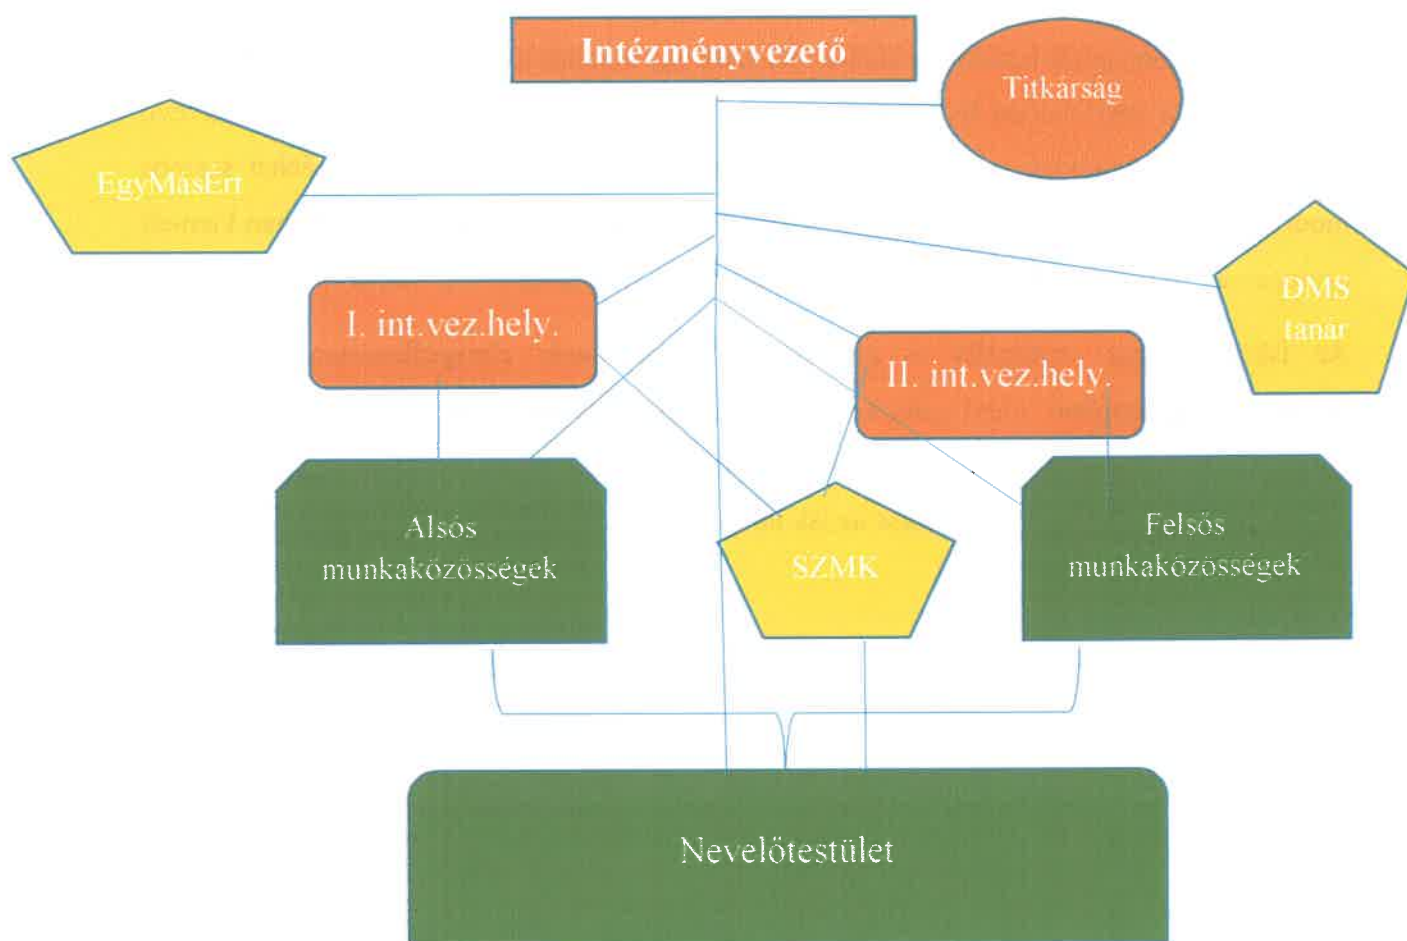 Intézményvezető
Titkárság
EgyMásÉrt
I. int.vez.hely.
II. int.vez.hely.
DMS
tanár
Alsós
munkaközösségek
SZMK
Felsős
munkaközösségek
Nevelőtestület